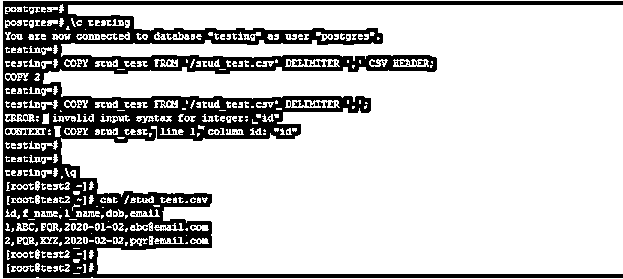 postgres=#
postgres=# \c testing
You are now connected to database "testing" as user "postgres".
testing=#
testing=# COPY stud_test FROM '/stud_test.csv' DELIMITER ',' CSV HEADER;
COPY 2
testing=#
testing=# COPY stud_test FROM '/stud_test.csv' DELIMITER ',';
ERROR: invalid input syntax for integer: "id"
CONTEXT: COPY stud_test, line 1, column id: "id"
testing=#
testing=#
testing=# \q
[root@test2 ~]#
[root@test2 ~]# cat /stud_test.csv
id,f_name,l_name,dob,email
1,ABC,PQR,2020-01-02,abc@email.com
2,PQR,XYZ,2020-02-02,pqr@email.com
[root@test2 ~]#
[root@test2 ~]#